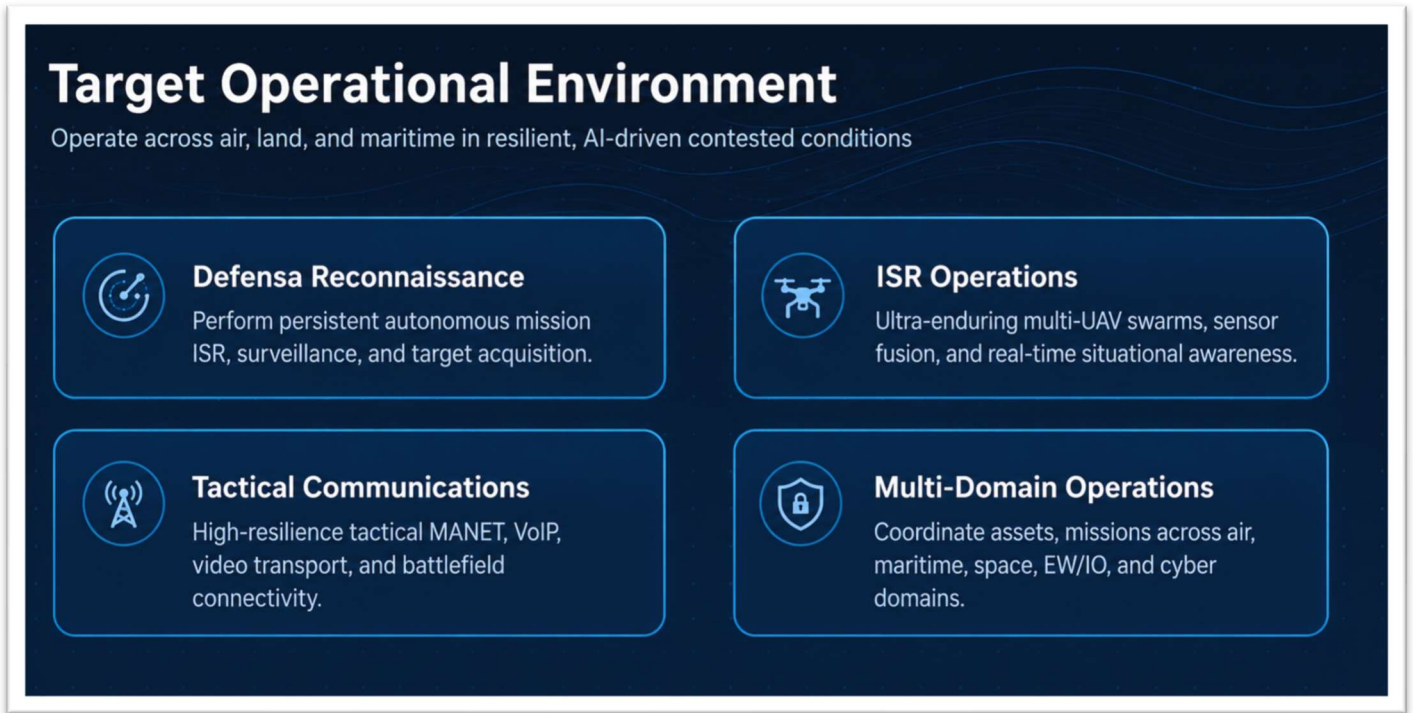 Target Operational Environment
Operate across air, land, and maritime in resilient, AI-driven contested conditions
Defensa Reconnaissance
Perform persistent autonomous mission
ISR, surveillance, and target acquisition.
ISR Operations
Ultra-enduring multi-UAV swarms, sensor
fusion, and real-time situational awareness.
Tactical Communications
High-resilience tactical MANET, VoIP,
video transport, and battlefield
connectivity.
Multi-Domain Operations
Coordinate assets, missions across air,
maritime, space, EW/IO, and cyber
domains.